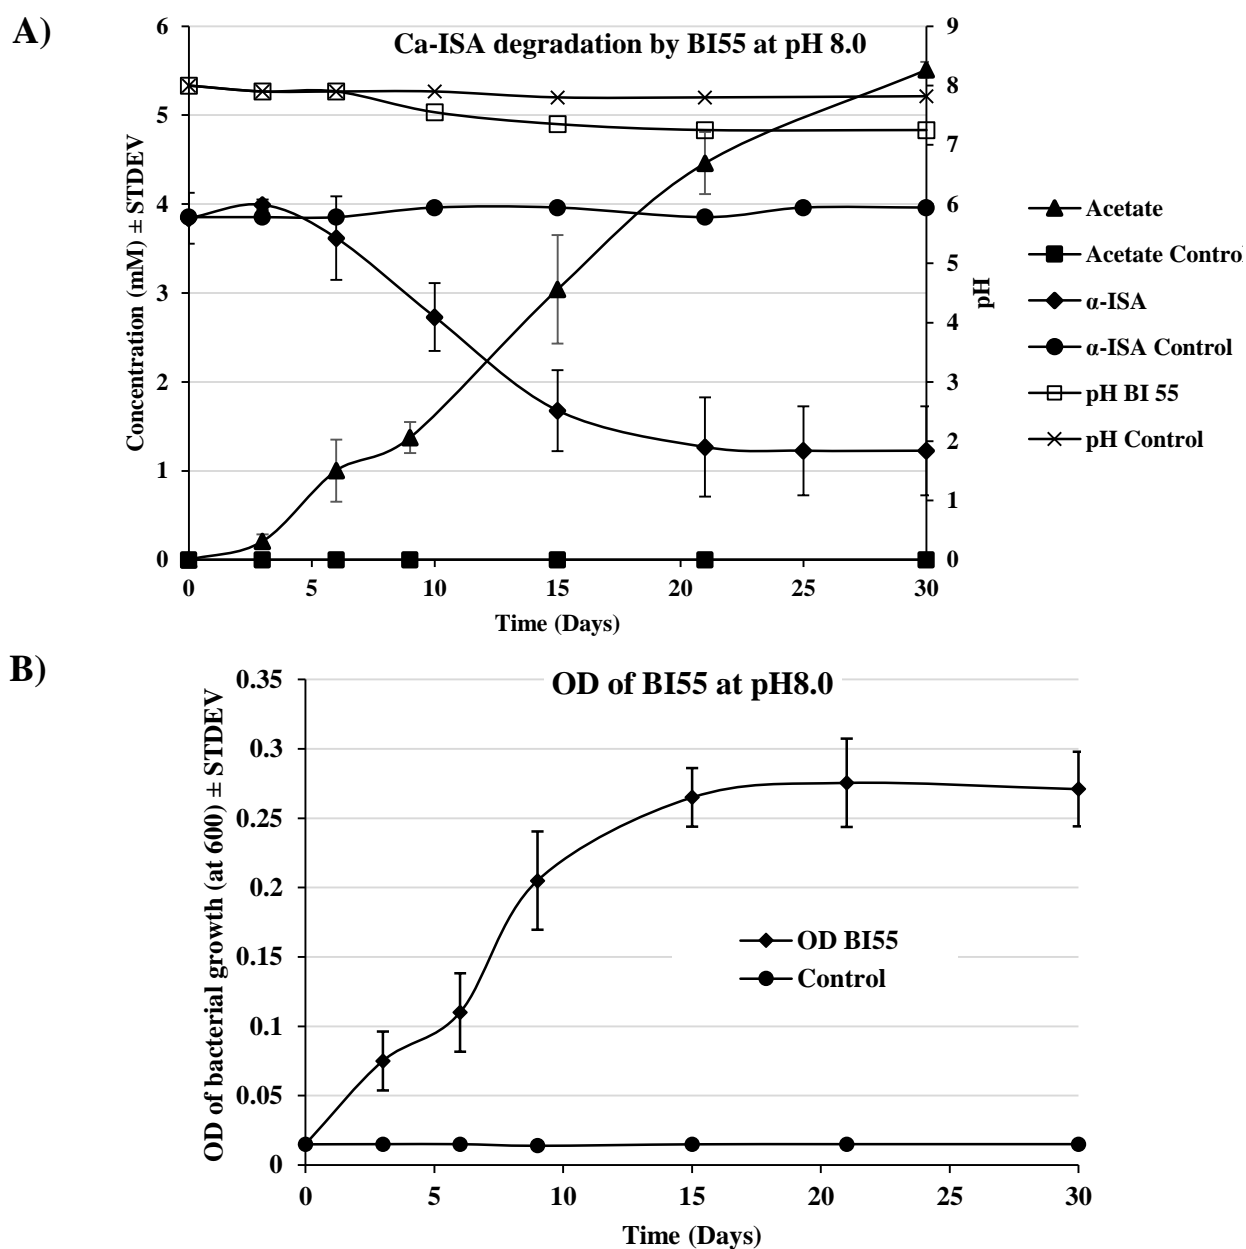 A)
Ca-ISA degradation by BI55 at pH 8.0
Concentration (mM) ± STDEV
6
5
4
3
2
1
0
9
8
7
6
5
4
3
2
1
0
pH
0 5 10 15 20 25 30
Time (Days)
Acetate
Acetate Control
α-ISA
α-ISA Control
pH BI 55
pH Control
B)
OD of BI55 at pH8.0
OD of bacterial growth (at 600) ± STDEV
0.35
0.3
0.25
0.2
0.15
0.1
0.05
0
OD BI55
Control
0 5 10 15 20 25 30
Time (Days)